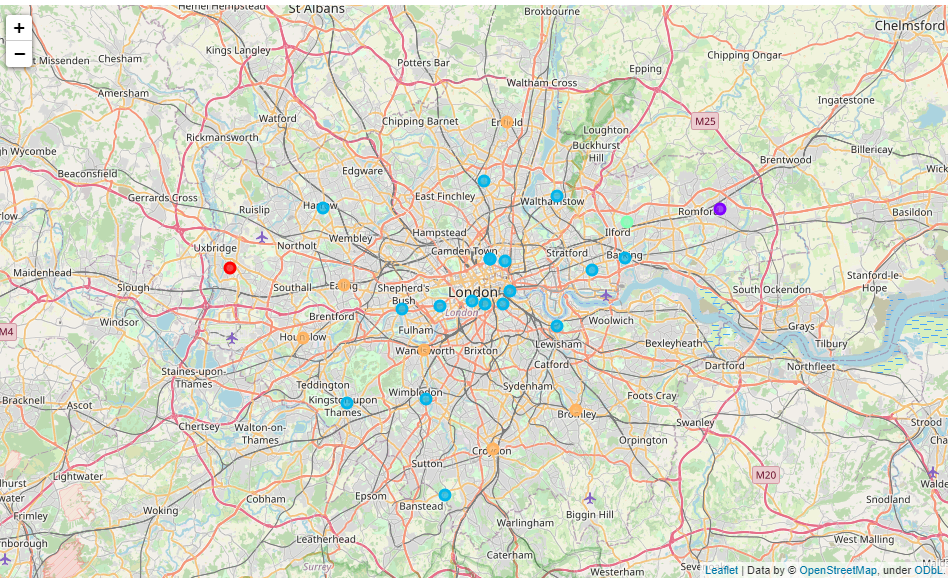 Hemel Hempstead
St Albans
Broxbourne
Chelmsford
+
−
Kings Langley
Chesham
Potters Bar
Epping
Chipping Ongar
Waltham Cross
Amersham
Ingatestone
Watford
Chipping Barnet
Enfield
M25
Loughton
Rickmansworth
Buckhurst
Hill
Billericay
Brentwood
Edgware
Beaconsfield
East Finchley
Walthamstow
Gerrards Cross
Ruislip
Harrow
Romford
Basildon
Hampstead
Ilford
Wembley
Uxbridge
Northolt
Camden Town
Stratford
Barking
Maidenhead
Slough
Southall
Ealing
Shepherd's
Bush
London
London
South Ockendon
Stanford-le-
Hope
Windsor
M4
Brentford
Fulham
Woolwich
Grays
Hounslow
Wandsworth
Brixton
Lewisham
Bexleyheath
Tilbury
Staines-upon-
Thames
Catford
Dartford
Northfleet
Teddington
Wimbledon
Sydenham
Bracknell
Ascot
Kingston upon
Thames
Foots Cray
Bromley
Chertsey
Walton-on-
Thames
Swanley
Strood
Croydon
Orpington
Sutton
Lightwater
M20
Cobham
Epsom
Banstead
Snodland
Woking
Biggin Hill
Frimley
Warlingham
Leatherhead
West Malling
Caterham
Surrey
Westerham
Leaflet | Data by © OpenStreetMap, under ODbL.